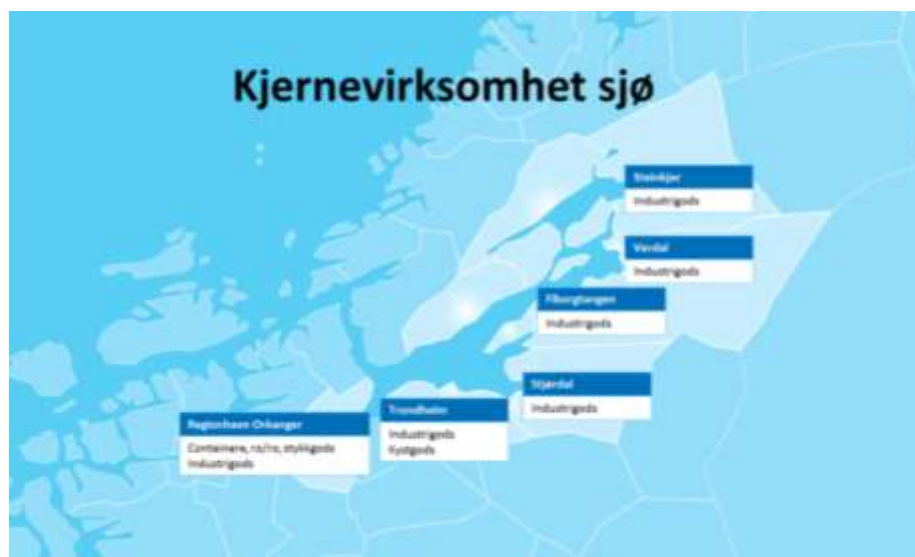 Kjernevirksomhet sjø
Steinkjer
Industrigods
Verdal
Industrigods
Fiborgtangen
Industrigods
Stjørdal
Industrigods
Trondheim
Industrigods
Kystgods
Regionhavn Orkanger
Containere, ro/ro, stykkgods
Industrigods